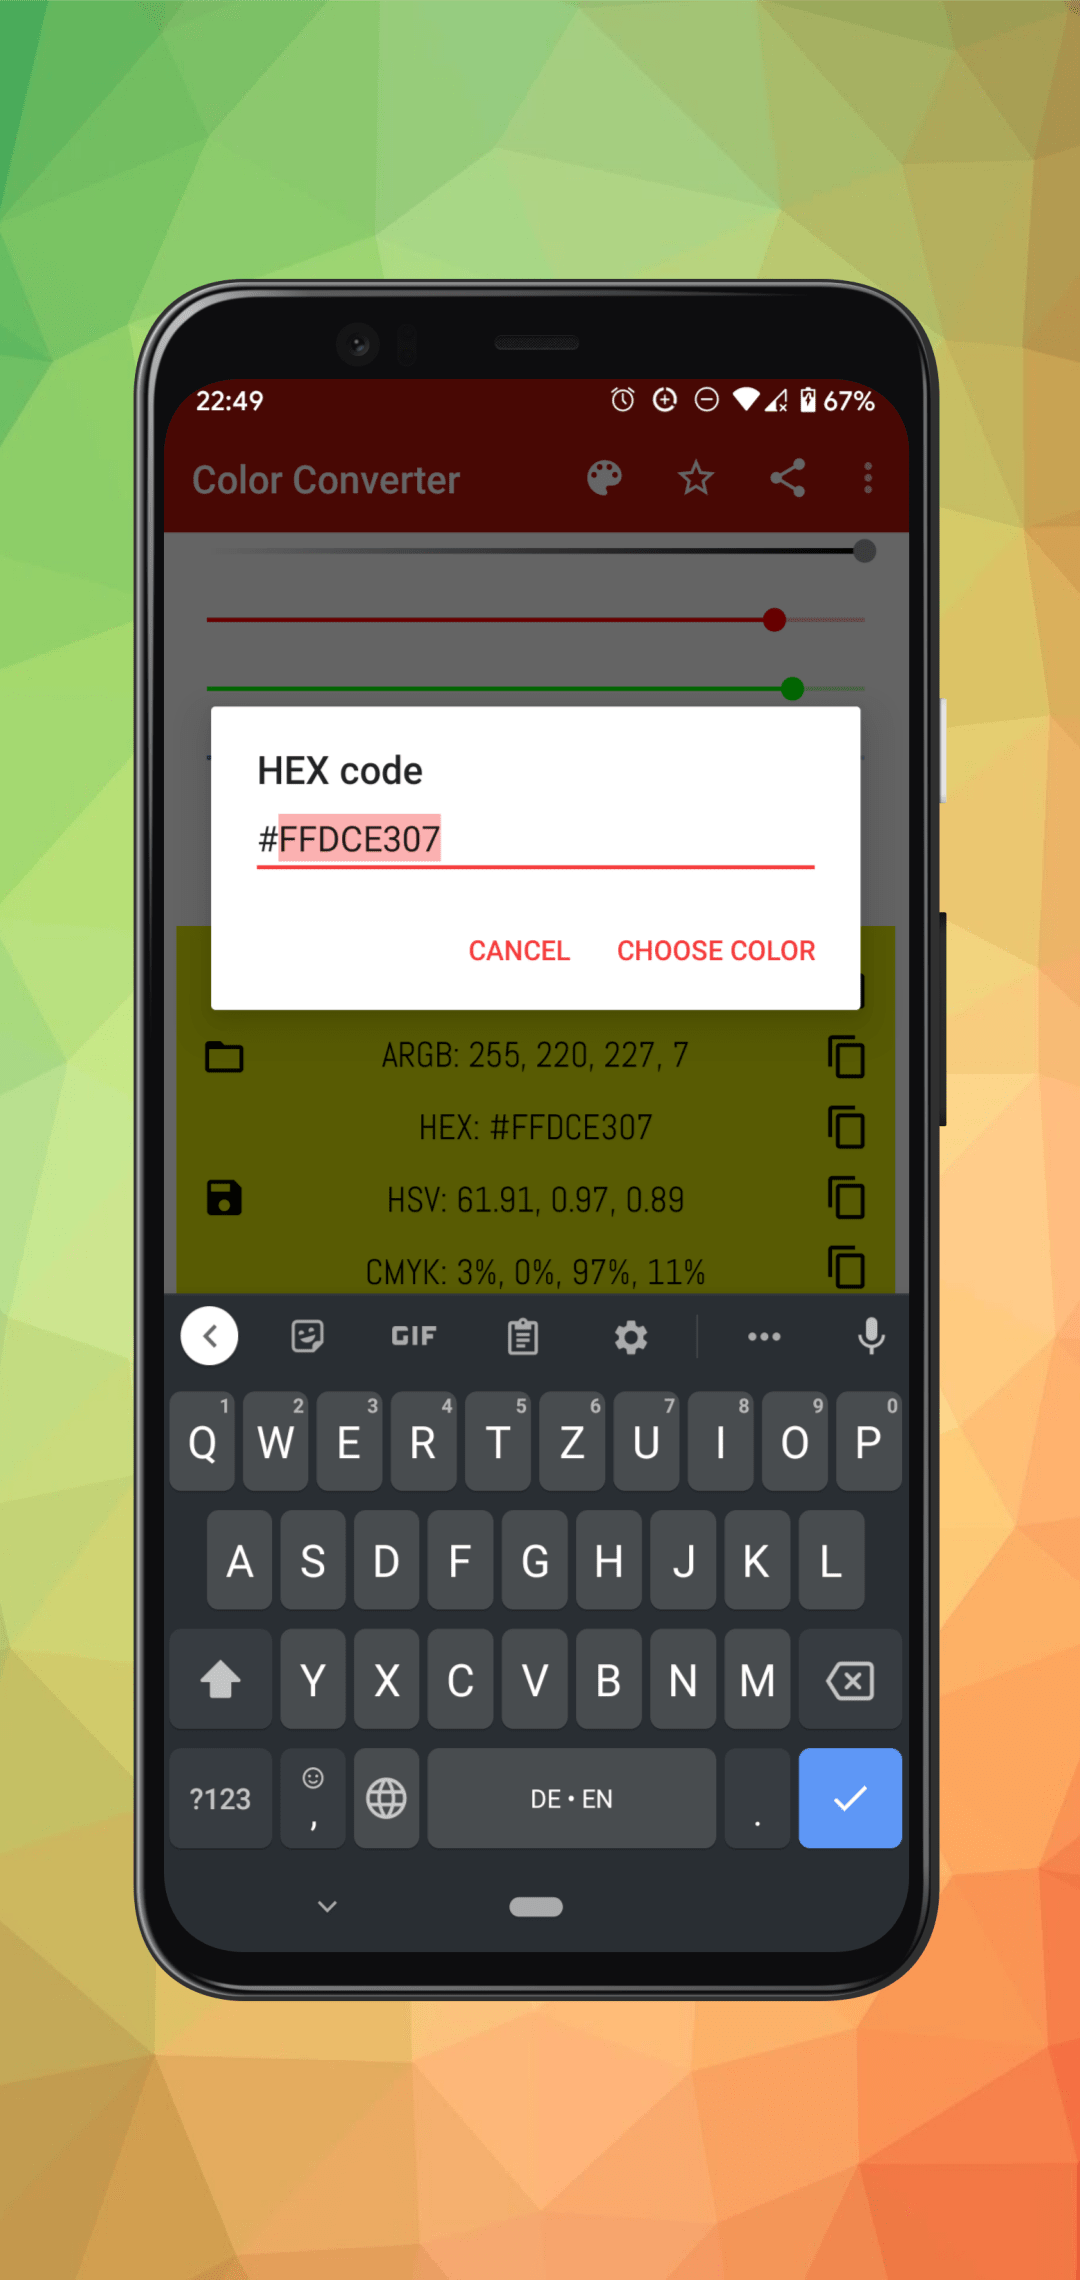 22:49 67%
Color Converter
HEX code
#FFDCE307
CANCEL CHOOSE COLOR
ARGB: 255, 220, 227, 7
HEX: #FFDCE307
HSV: 61.91, 0.97, 0.89
CMYK: 3%, 0%, 97%, 11%
GIF
1 2 3 4 5 6 7 8 9 0
Q W E R T Z U I O P
A S D F G H J K L
Y X C V B N M
?123 , DE • EN .